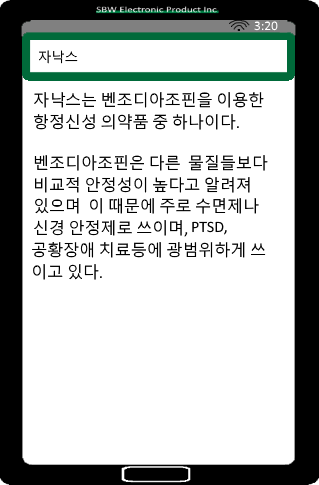 SBW Electronic Product Inc
3:20
자낙스
자낙스는 벤조디아조핀을 이용한
항정신성 의약품 중 하나이다.
벤조디아조핀은 다른 물질들보다
비교적 안정성이 높다고 알려져
있으며 이 때문에 주로 수면제나
신경 안정제로 쓰이며, PTSD,
공황장애 치료등에 광범위하게 쓰
이고 있다.